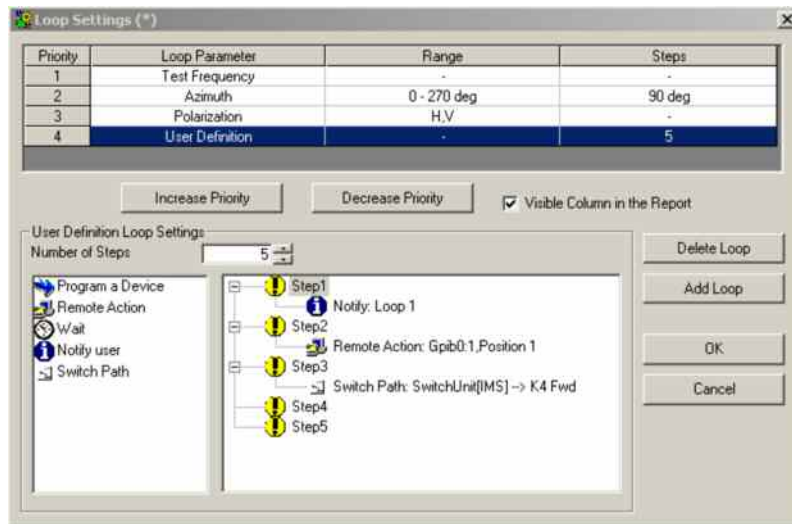 Loop Settings (*)
Priority Loop Parameter Range Steps
1 Test Frequency - -
2 Azimuth 0 - 270 deg 90 deg
3 Polarization H,V -
4 User Definition - 5
Increase Priority Decrease Priority Visible Column in the Report
User Definition Loop Settings
Number of Steps 5
Program a Device
Remote Action
Wait
Notify user
Switch Path
Step1
Notify: Loop 1
Step2
Remote Action: Gpib0:1,Position 1
Step3
Switch Path: SwitchUnit[IMS] --> K4 Fwd
Step4
Step5
Delete Loop
Add Loop
OK
Cancel